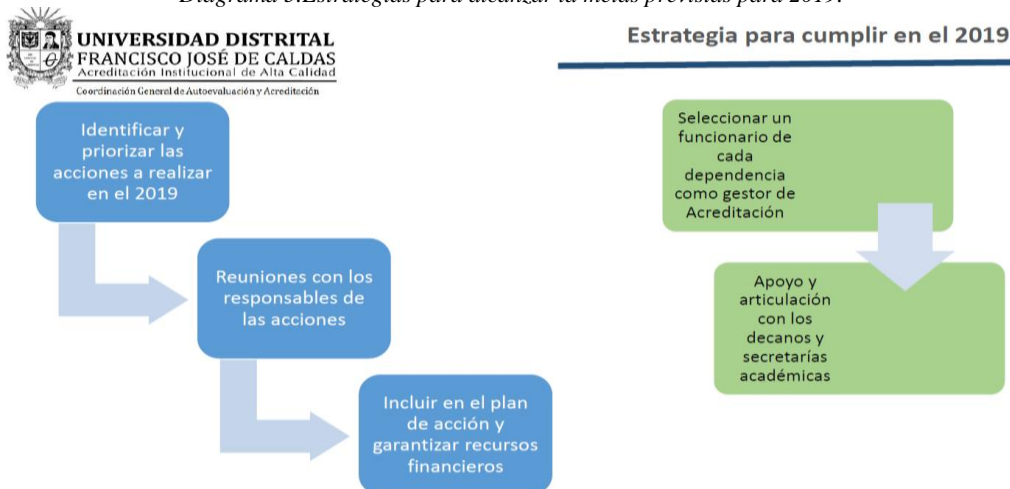 Diagrama 3.Estrategias para alcanzar la metas previstas para 2019.
UNIVERSIDAD DISTRITAL
FRANCISCO JOSÉ DE CALDAS
Acreditación Institucional de Alta Calidad
Coordinación General de Autoevaluación y Acreditación
Estrategia para cumplir en el 2019
Identificar y
priorizar las
acciones a realizar
en el 2019
Reuniones con los
responsables de
las acciones
Incluir en el plan
de acción y
garantizar recursos
financieros
Seleccionar un
funcionario de
cada
dependencia
como gestor de
Acreditación
Apoyo y
articulación
con los
decanos y
secretarías
académicas